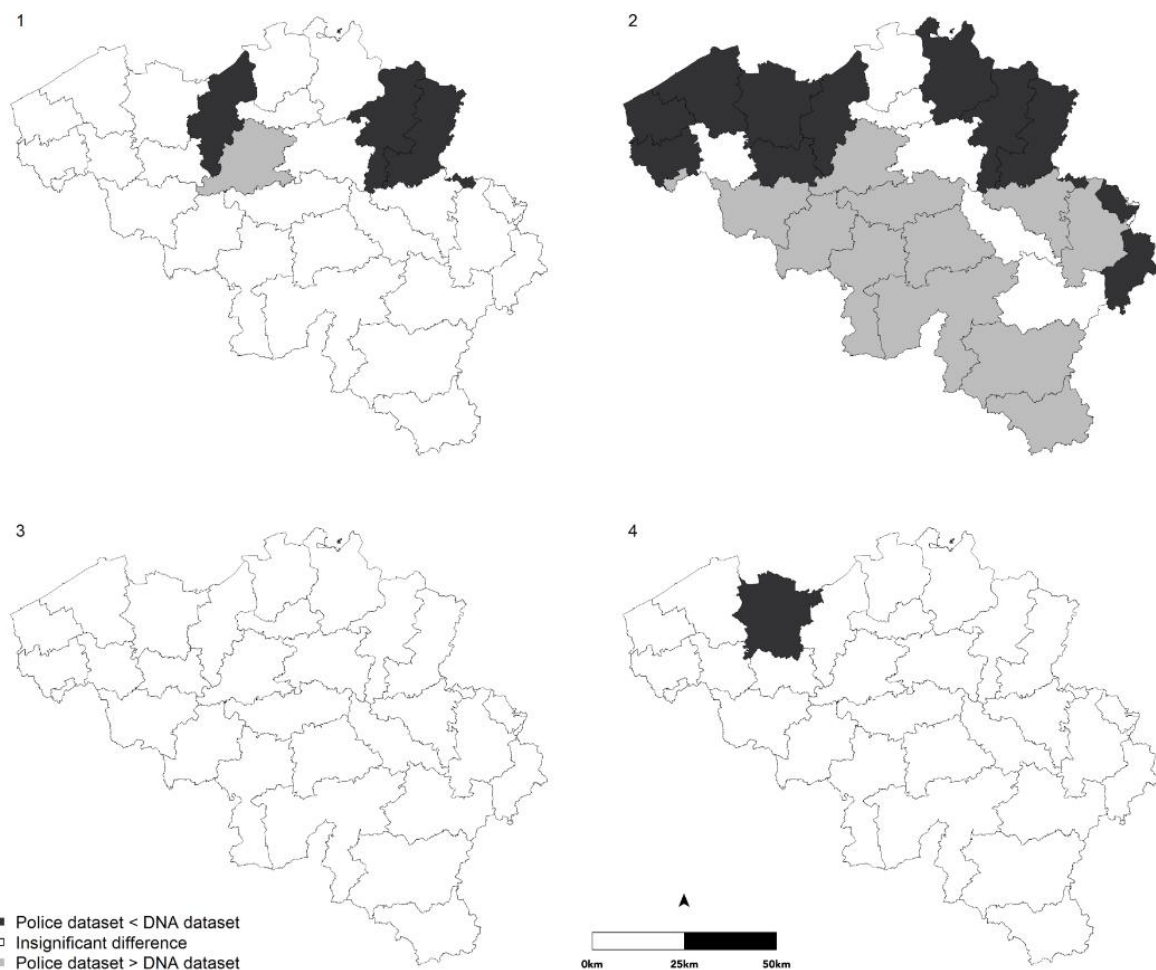 1
2
3
4
Police dataset < DNA dataset
Insignificant difference
Police dataset > DNA dataset
0km 25km 50km